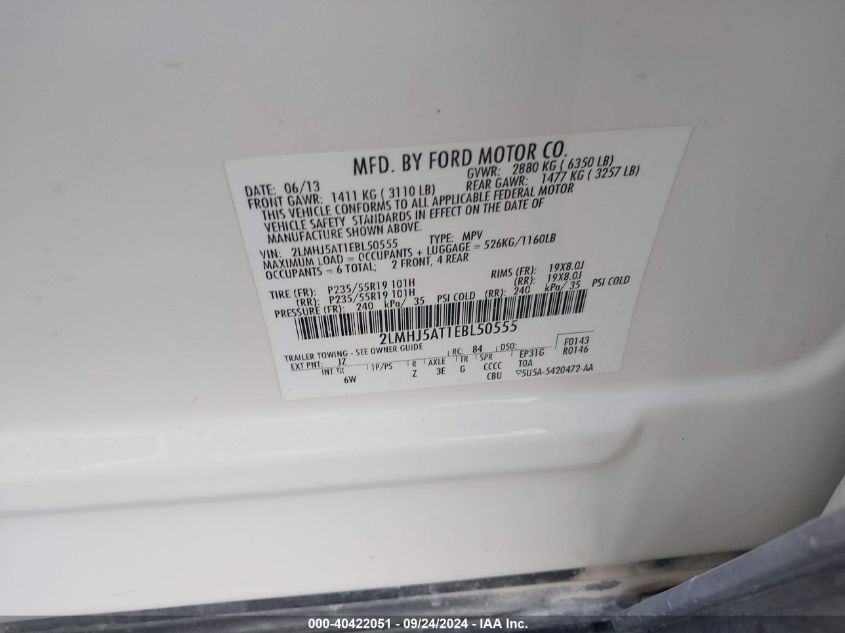 MFD. BY FORD MOTOR CO.
DATE: 06/13 GVWR: 2880 KG ( 6350 LB)
FRONT GAWR: 1411 KG ( 3110 LB) REAR GAWR: 1477 KG ( 3257 LB)
THIS VEHICLE CONFORMS TO ALL APPLICABLE FEDERAL MOTOR
VEHICLE SAFETY STANDARDS IN EFFECT ON THE DATE OF
MANUFACTURE SHOWN ABOVE.
VIN: 2LMHJ5AT1EBL50555 TYPE: MPV
MAXIMUM LOAD = OCCUPANTS + LUGGAGE = 526KG/1160LB
OCCUPANTS = 6 TOTAL; 2 FRONT, 4 REAR
TIRE (FR): P235/55R19 101H RIMS (FR): 19X8.0J
(RR): P235/55R19 101H (RR): 19X8.0J
PRESSURE (FR): 240 kPa/ 35 PSI COLD (RR): 240 kPa/ 35 PSI COLD
2LMHJ5AT1EBL50555
TRAILER TOWING - SEE OWNER GUIDE
EXT PNT: JZ RC: 84 DSO: F0143
R0146
INT TR TP/PS R AXLE TR SPR EP31G
6W Z 3E G CCCC TOA
CBU 5U5A-5420472-AA
000-40422051 - 09/24/2024 - IAA Inc.